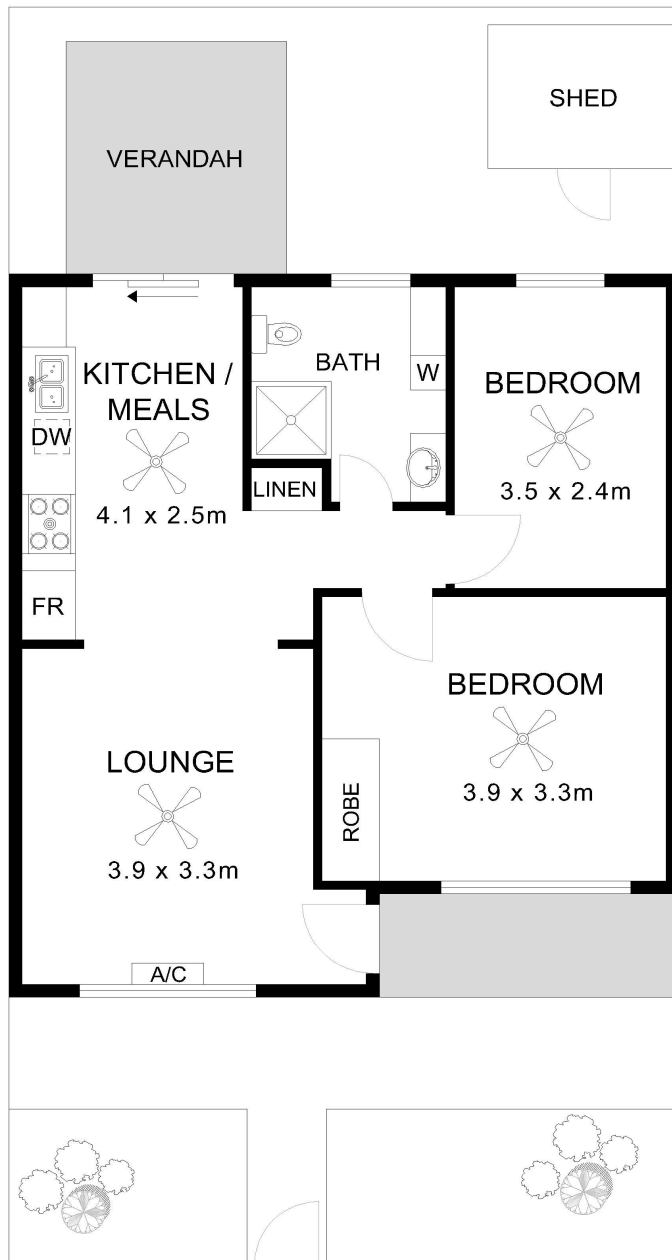 SHED
VERANDAH
KITCHEN /
MEALS
4.1 x 2.5m
DW
FR
BATH
W
LINEN
BEDROOM
3.5 x 2.4m
BEDROOM
3.9 x 3.3m
ROBE
LOUNGE
3.9 x 3.3m
A/C